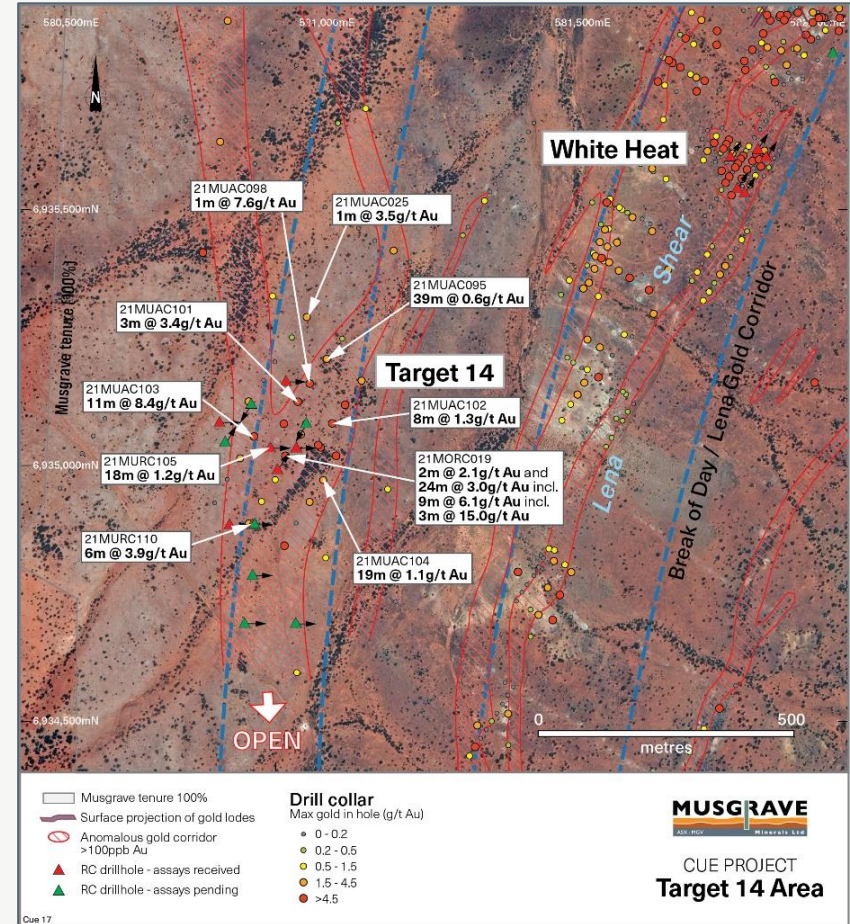 580,500mE
581,000mE
581,500mE
N
White Heat
21MUAC098
1m @ 7.6g/t Au
21MUAC025
1m @ 3.5g/t Au
6,935,500mN
Shear
21MUAC095
39m @ 0.6g/t Au
Musgrave tenure (100%)
21MUAC101
3m @ 3.4g/t Au
Target 14
Break of Day / Lena Gold Corridor
21MUAC103
11m @ 8.4g/t Au
21MUAC102
8m @ 1.3g/t Au
21MURC105
18m @ 1.2g/t Au
6,935,000mN
21MORC019
2m @ 2.1g/t Au and
24m @ 3.0g/t Au incl.
9m @ 6.1g/t Au incl.
3m @ 15.0g/t Au
Lena
21MURC110
6m @ 3.9g/t Au
21MUAC104
19m @ 1.1g/t Au
6,934,500mN
OPEN
0
500
metres
Musgrave tenure 100%
Surface projection of gold lodes
Anomalous gold corridor
>100ppb Au
RC drillhole - assays received
RC drillhole - assays pending
Drill collar
Max gold in hole (g/t Au)
0 - 0.2
0.2 - 0.5
0.5 - 1.5
1.5 - 4.5
>4.5
MUSGRAVE
ASX : MGV
Minerals Ltd
CUE PROJECT
Target 14 Area
Cue 17